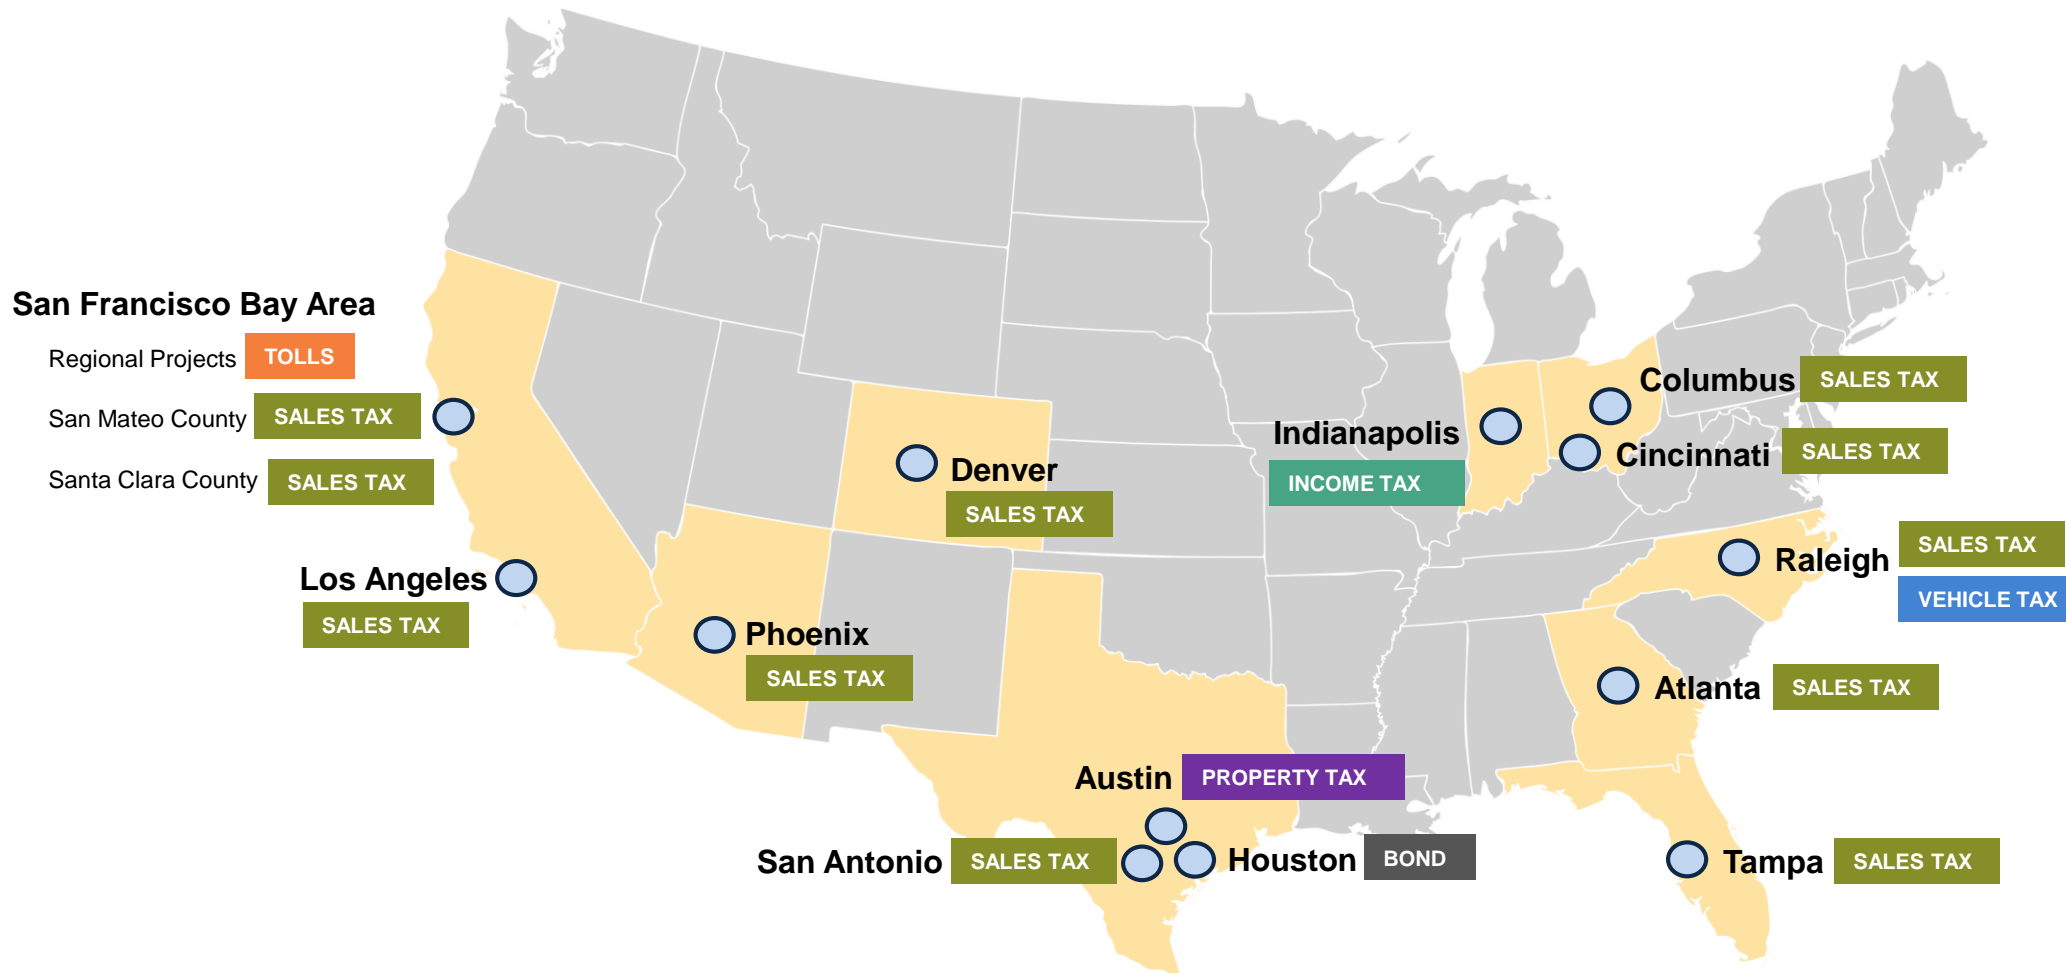 San Francisco Bay Area
Regional Projects TOLLS
San Mateo County SALES TAX
Santa Clara County SALES TAX
Los Angeles
SALES TAX
Denver
SALES TAX
Phoenix
SALES TAX
Indianapolis
INCOME TAX
Columbus SALES TAX
Cincinnati SALES TAX
Raleigh SALES TAX
VEHICLE TAX
Atlanta SALES TAX
Austin PROPERTY TAX
San Antonio SALES TAX
Houston BOND
Tampa SALES TAX